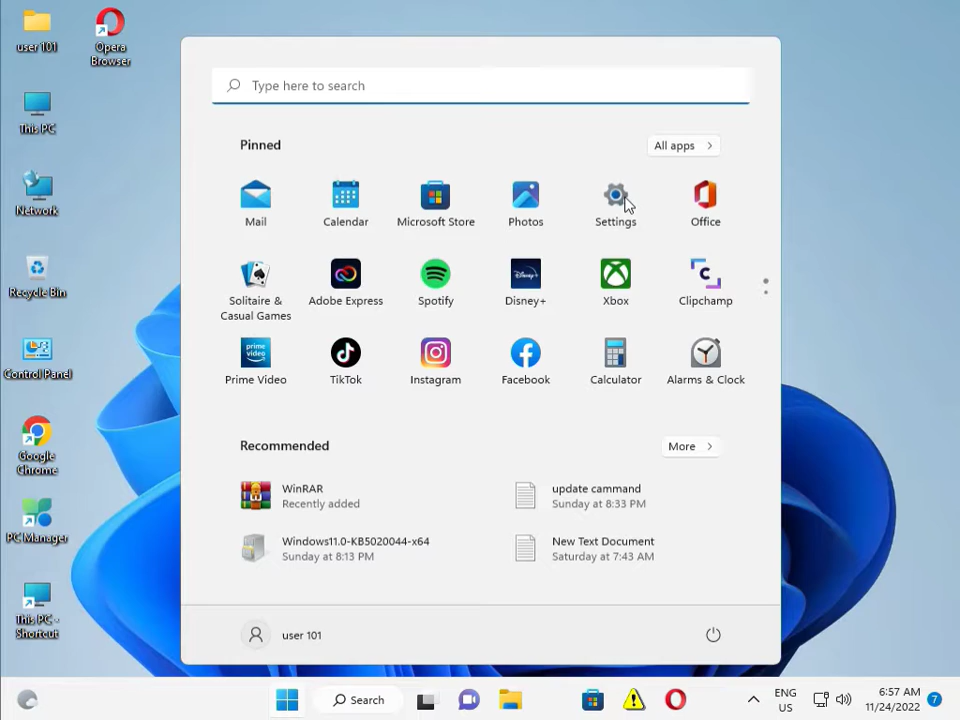 user 101
Opera
Browser
This PC
Network
Recycle Bin
Control Panel
Google
Chrome
PC Manager
This PC -
Shortcut
Type here to search
Pinned
All apps
Mail
Calendar
Microsoft Store
Photos
Settings
Office
Solitaire &
Casual Games
Adobe Express
Spotify
Disney+
Xbox
Clipchamp
prime
video
Prime Video
TikTok
Instagram
Facebook
Calculator
Alarms & Clock
Recommended
More
WinRAR
Recently added
update cammand
Sunday at 8:33 PM
Windows11.0-KB5020044-x64
Sunday at 8:13 PM
New Text Document
Saturday at 7:43 AM
user 101
Search
ENG
US
6:57 AM
11/24/2022
7